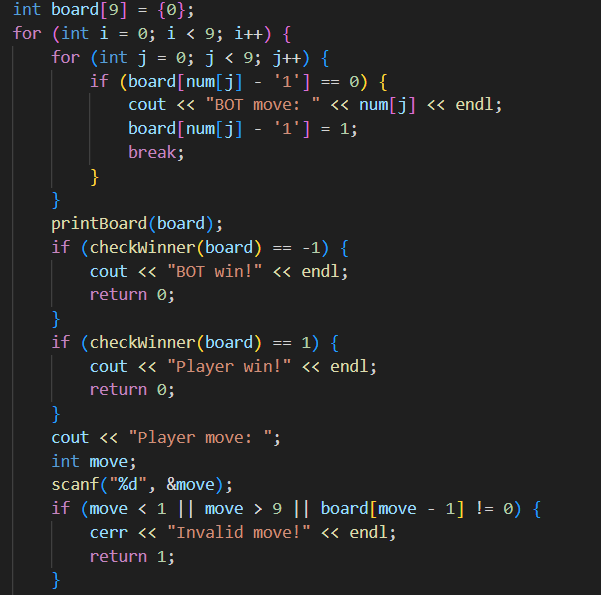 int board[9] = {0};
for (int i = 0; i < 9; i++) {
    for (int j = 0; j < 9; j++) {
        if (board[num[j] - '1'] == 0) {
            cout << "BOT move: " << num[j] << endl;
            board[num[j] - '1'] = 1;
            break;
        }
    }
    printBoard(board);
    if (checkWinner(board) == -1) {
        cout << "BOT win!" << endl;
        return 0;
    }
    if (checkWinner(board) == 1) {
        cout << "Player win!" << endl;
        return 0;
    }
    cout << "Player move: ";
    int move;
    scanf("%d", &move);
    if (move < 1 || move > 9 || board[move - 1] != 0) {
        cerr << "Invalid move!" << endl;
        return 1;
    }